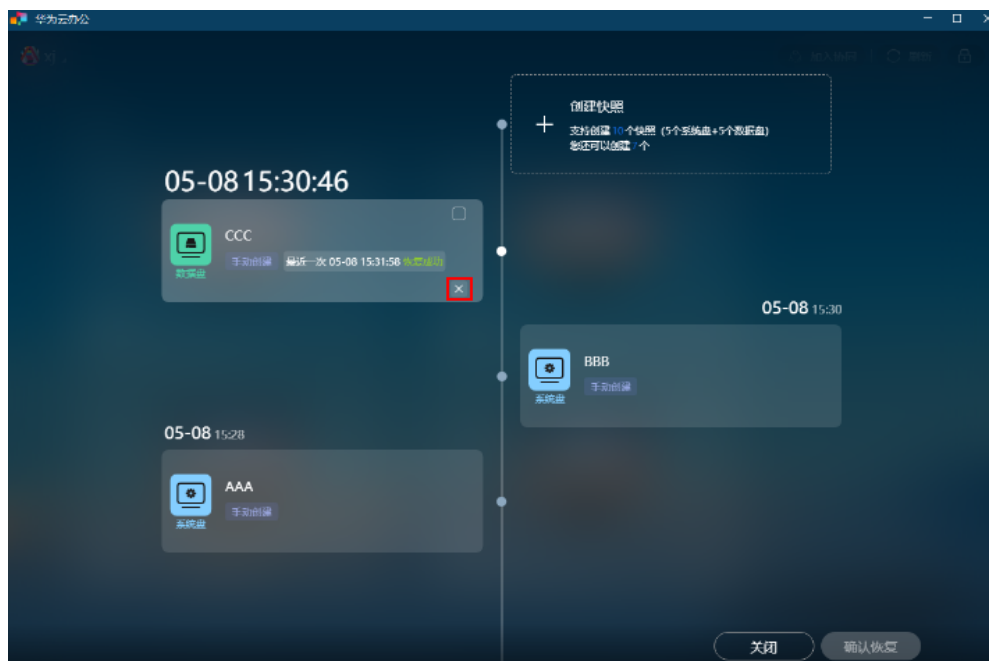 华为云办公
创建快照
支持创建 10 个快照 (5个系统盘+5个数据盘)
您还可以创建 7 个
05-08 15:30:46
CCC
手动创建 最近一次 05-08 15:31:58 恢复成功
数据盘
05-08 15:30
BBB
手动创建
系统盘
05-08 15:28
AAA
手动创建
系统盘
关闭 确认恢复